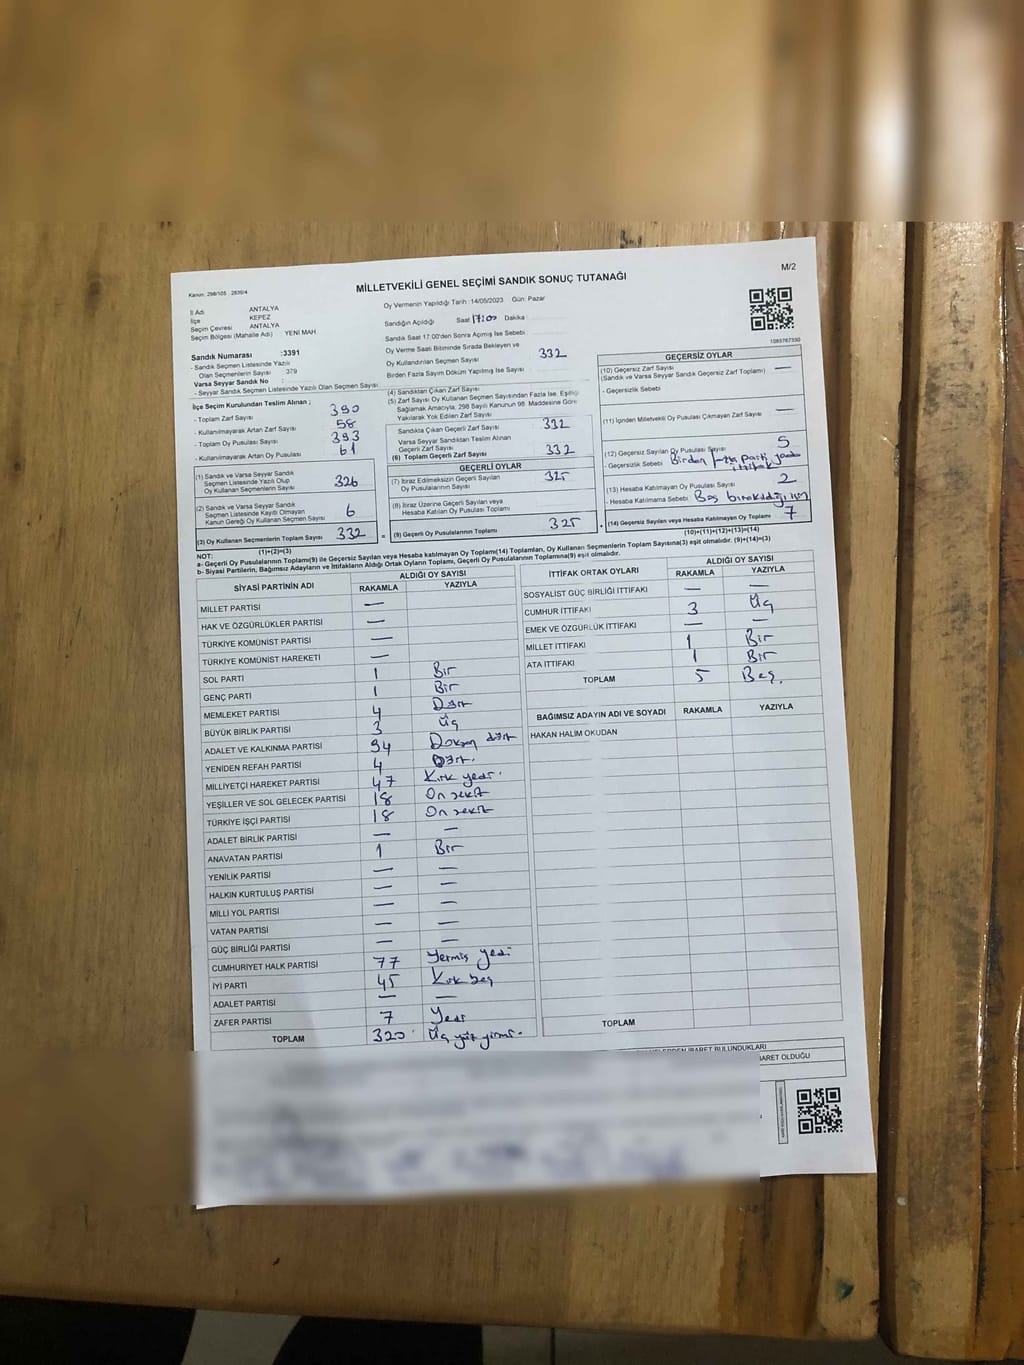 Kanun: 298/105 2839/4
MİLLETVEKİLİ GENEL SEÇİMİ SANDIK SONUÇ TUTANAĞI
M/2
İl Adı ANTALYA
İlçe KEPEZ
Seçim Çevresi ANTALYA
Seçim Bölgesi (Mahalle Adı) YENİ MAH.
Sandık Numarası :3391
- Sandık Seçmen Listesinde Yazılı
Olan Seçmenlerin Sayısı : 379
Varsa Seyyar Sandık No :
- Seyyar Sandık Seçmen Listesinde Yazılı Olan Seçmen Sayısı
Oy Vermenin Yapıldığı Tarih :14/05/2023 Gün: Pazar
Sandığın Açıldığı Saat 17:00 Dakika :
Sandık Saat 17:00'den Sonra Açılmış İse Sebebi :
Oy Verme Saati Bitiminde Sırada Bekleyen ve
Oy Kullandırılan Seçmen Sayısı 332
Birden Fazla Sayım Döküm Yapılmış İse Sayısı :
1083767330
İlçe Seçim Kurulundan Teslim Alınan ;
- Toplam Zarf Sayısı 390
- Kullanılmayarak Artan Zarf Sayısı 58
- Toplam Oy Pusulası Sayısı 393
- Kullanılmayarak Artan Oy Pusulası 61
(1) Sandık ve Varsa Seyyar Sandık
Seçmen Listesinde Yazılı Olup
Oy Kullanan Seçmenlerin Sayısı 326
(2) Sandık ve Varsa Seyyar Sandık
Seçmen Listesinde Kayıtlı Olmayan
Kanun Gereği Oy Kullanan Seçmen Sayısı 6
(3) Oy Kullanan Seçmenlerin Toplam Sayısı 332
(1)+(2)=(3)
(4) Sandıktan Çıkan Zarf Sayısı
(5) Zarf Sayısı Oy Kullanan Seçmen Sayısından Fazla İse, Eşitliği
Sağlamak Amacıyla; 298 Sayılı Kanunun 98. Maddesine Göre
Yakılarak Yok Edilen Zarf Sayısı
Sandıkta Çıkan Geçerli Zarf Sayısı 332
Varsa Seyyar Sandıktan Teslim Alınan
Geçerli Zarf Sayısı
(6) Toplam Geçerli Zarf Sayısı 332
GEÇERLİ OYLAR
(7) İtiraz Edilmeksizin Geçerli Sayılan
Oy Pusulalarının Sayısı 325
(8) İtiraz Üzerine Geçerli Sayılan veya
Hesaba Katılan Oy Pusulası Toplamı
= (9) Geçerli Oy Pusulalarının Toplamı 325
GEÇERSİZ OYLAR
(10) Geçersiz Zarf Sayısı —
(Sandık ve Varsa Seyyar Sandık Geçersiz Zarf Toplamı)
- Geçersizlik Sebebi
(11) İçinden Milletvekili Oy Pusulası Çıkmayan Zarf Sayısı —
(12) Geçersiz Sayılan Oy Pusulası Sayısı 5
- Geçersizlik Sebebi Birden fazla parti yada
ittifak
(13) Hesaba Katılmayan Oy Pusulası Sayısı 2
- Hesaba Katılmama Sebebi Boş bırakıldığı için
+ (14) Geçersiz Sayılan veya Hesaba Katılmayan Oy Toplamı 7
(10)+(11)+(12)+(13)=(14)
NOT:
a- Geçerli Oy Pusulalarının Toplamı(9) ile Geçersiz Sayılan veya Hesaba katılmayan Oy Toplamı(14) Toplamları, Oy Kullanan Seçmenlerin Toplam Sayısına(3) eşit olmalıdır. (9)+(14)=(3)
b- Siyasi Partilerin, Bağımsız Adayların ve İttifakların Aldığı Ortak Oyların Toplamı, Geçerli Oy Pusulalarının Toplamına(9) eşit olmalıdır.
SİYASİ PARTİNİN ADI ALDIĞI OY SAYISI
RAKAMLA YAZIYLA
MİLLET PARTİSİ —
HAK VE ÖZGÜRLÜKLER PARTİSİ —
TÜRKİYE KOMÜNİST PARTİSİ —
TÜRKİYE KOMÜNİST HAREKETİ —
SOL PARTİ 1 Bir
GENÇ PARTİ 1 Bir
MEMLEKET PARTİSİ 4 Dört
BÜYÜK BİRLİK PARTİSİ 3 Üç
ADALET VE KALKINMA PARTİSİ 94 Doksan dört
YENİDEN REFAH PARTİSİ 4 Dört.
MİLLİYETÇİ HAREKET PARTİSİ 47 Kırk yedi.
YEŞİLLER VE SOL GELECEK PARTİSİ 18 On sekiz
TÜRKİYE İŞÇİ PARTİSİ 18 On sekiz
ADALET BİRLİK PARTİSİ — —
ANAVATAN PARTİSİ 1 Bir
YENİLİK PARTİSİ — —
HALKIN KURTULUŞ PARTİSİ — —
MİLLİ YOL PARTİSİ — —
VATAN PARTİSİ — —
GÜÇ BİRLİĞİ PARTİSİ — —
CUMHURİYET HALK PARTİSİ 77 Yetmiş yedi
İYİ PARTİ 45 Kırk beş
ADALET PARTİSİ — —
ZAFER PARTİSİ 7 Yedi
TOPLAM 320 Üç yüz yirmi.
İTTİFAK ORTAK OYLARI ALDIĞI OY SAYISI
RAKAMLA YAZIYLA
SOSYALİST GÜÇ BİRLİĞİ İTTİFAKI — —
CUMHUR İTTİFAKI 3 Üç
EMEK VE ÖZGÜRLÜK İTTİFAKI — —
MİLLET İTTİFAKI 1 Bir
ATA İTTİFAKI 1 Bir
TOPLAM 5 Beş.
BAĞIMSIZ ADAYIN ADI VE SOYADI RAKAMLA YAZIYLA
HAKAN HALİM OKUDAN
TOPLAM
BULUNDUKLARI
BARET OLDUĞU